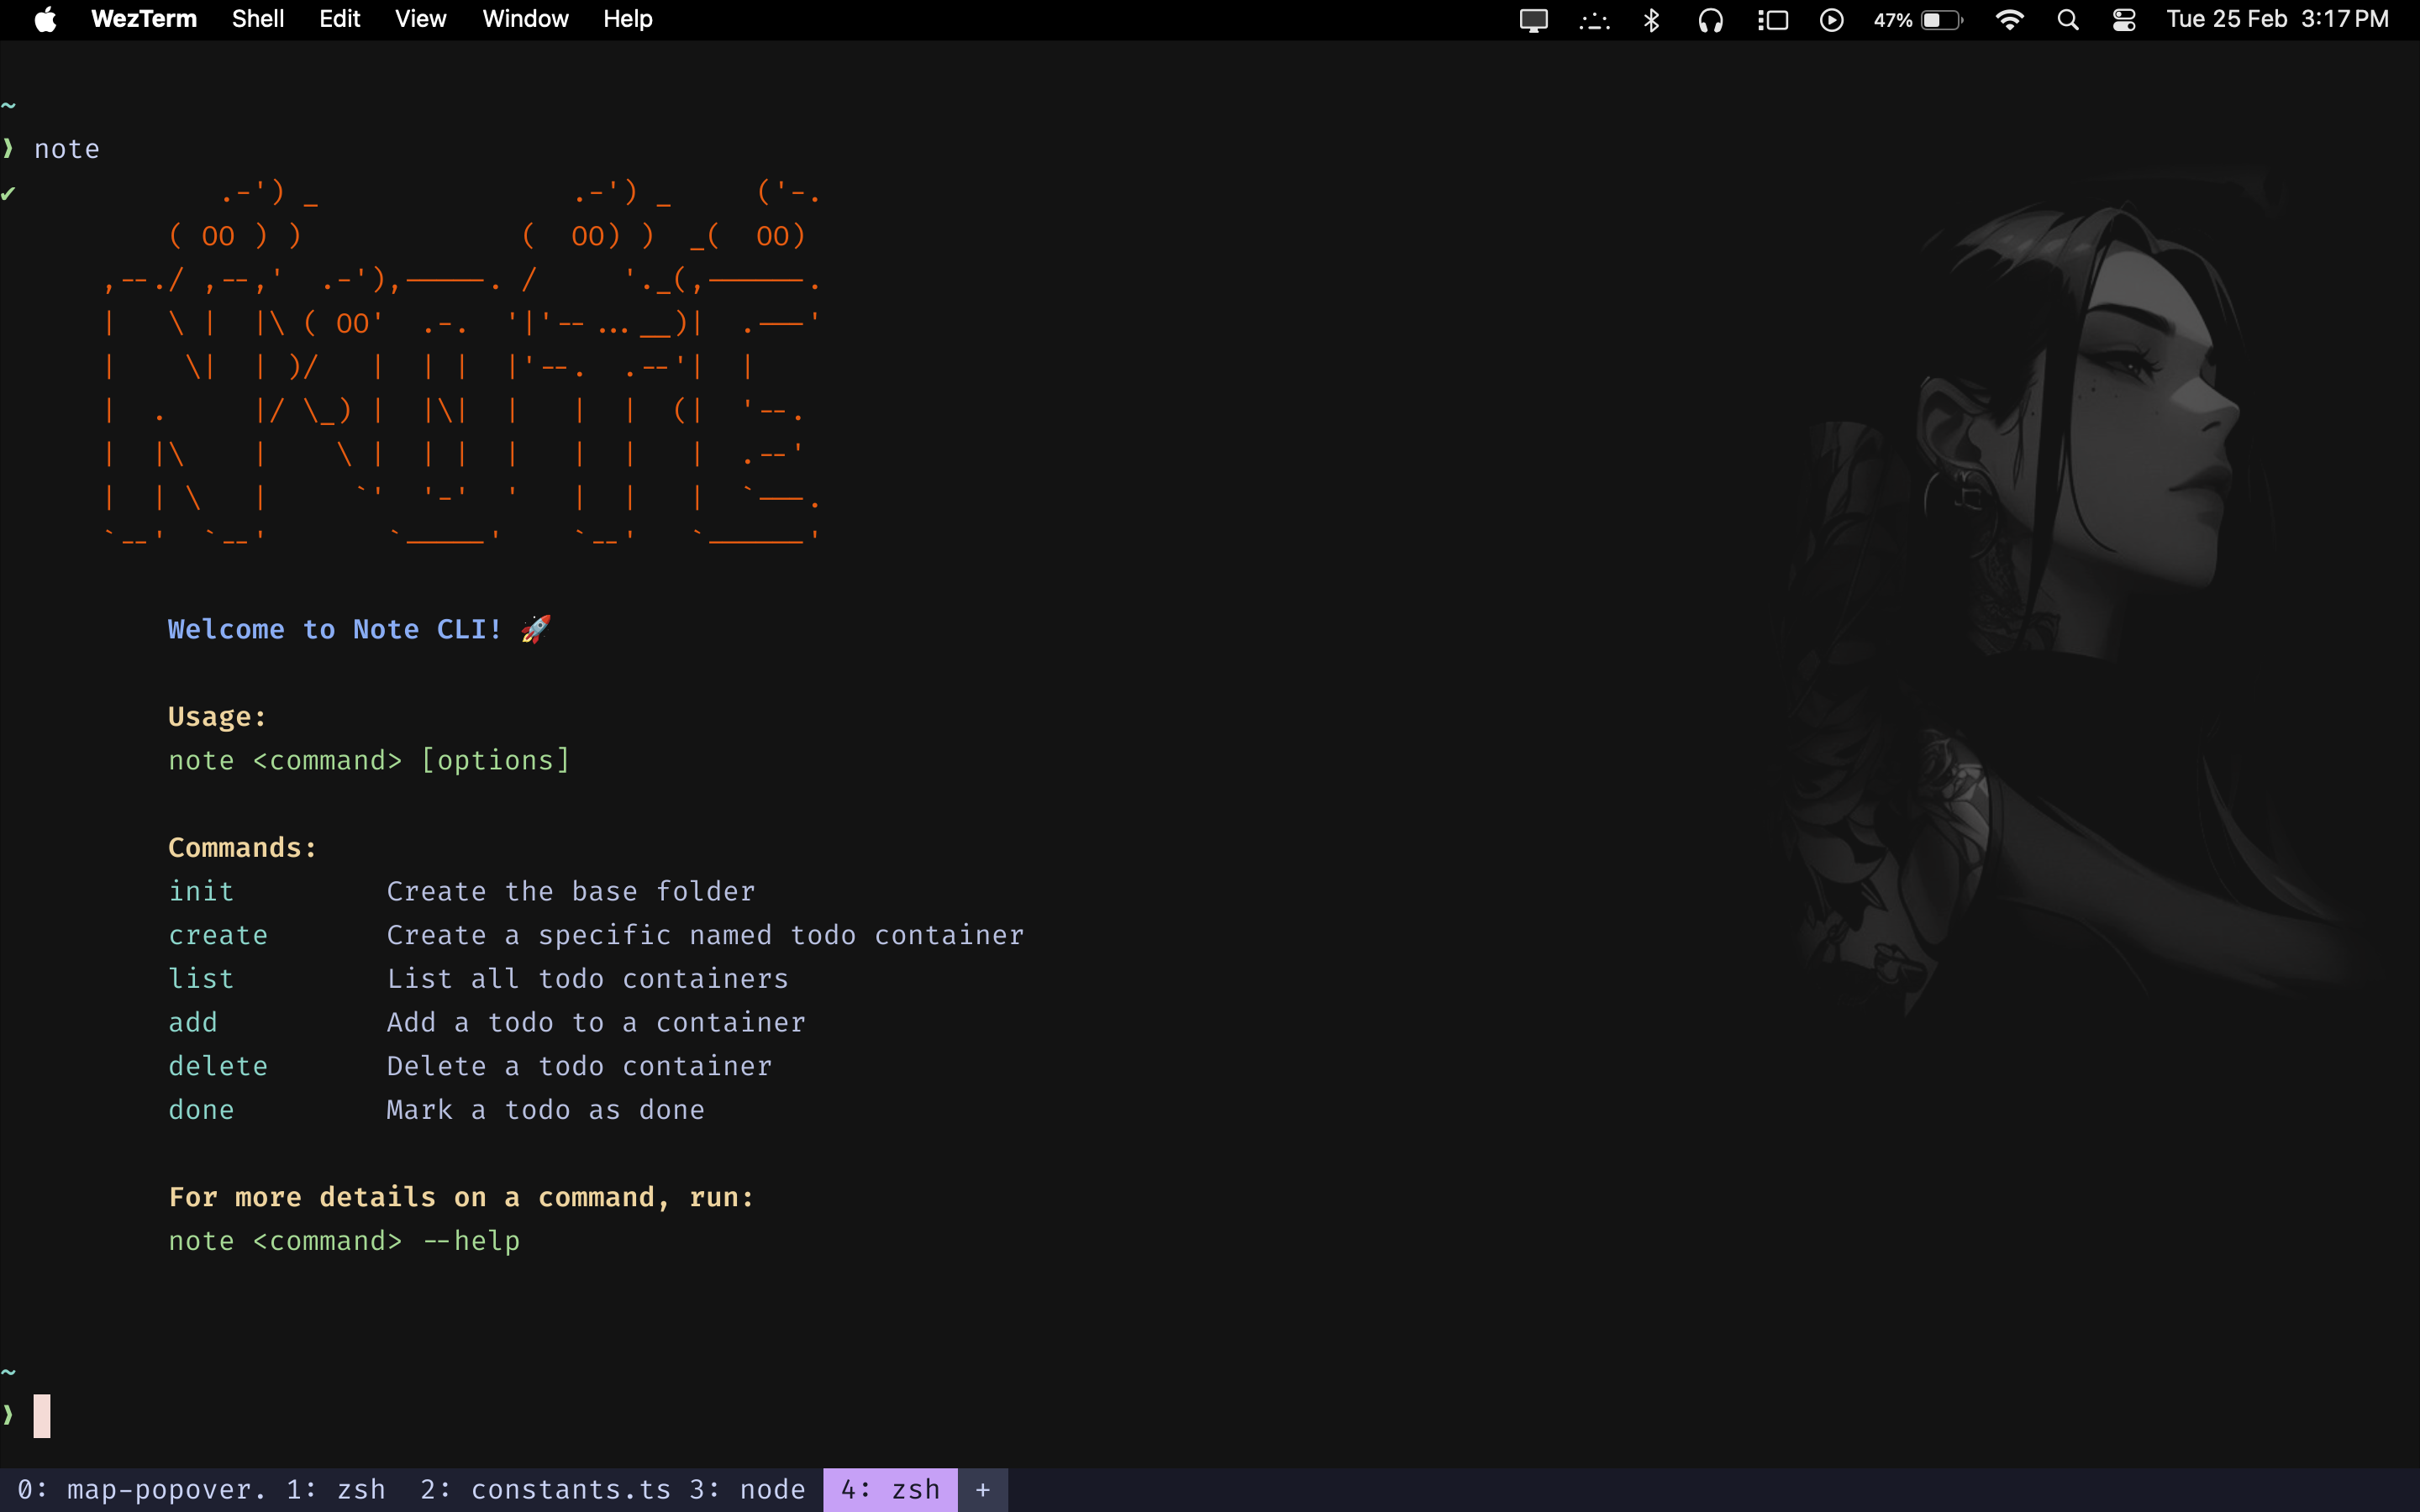 WezTerm Shell Edit View Window Help 47% Tue 25 Feb 3:17 PM
~
❯ note
✔            .-') _               .-') _     ('-.
          ( OO ) )             (  OO) )  _(  OO)
      ,--./ ,--,'  .-'),-----. /     '._(,------.
      |   \ |  |\ ( OO'  .-.  '|'--...__)|  .---'
      |    \|  | )/   |  | |  |'--.  .--'|  |
      |  .     |/ \_) |  |\|  |   |  |  (|  '--.
      |  |\    |    \ |  | |  |   |  |   |  .--'
      |  | \   |     `'  '-'  '   |  |   |  `---.
      `--'  `--'       `-----'    `--'   `------'
Welcome to Note CLI! 🚀
Usage:
note <command> [options]
Commands:
init         Create the base folder
create       Create a specific named todo container
list         List all todo containers
add          Add a todo to a container
delete       Delete a todo container
done         Mark a todo as done
For more details on a command, run:
note <command> --help
~
❯
0: map-popover. 1: zsh 2: constants.ts 3: node 4: zsh +